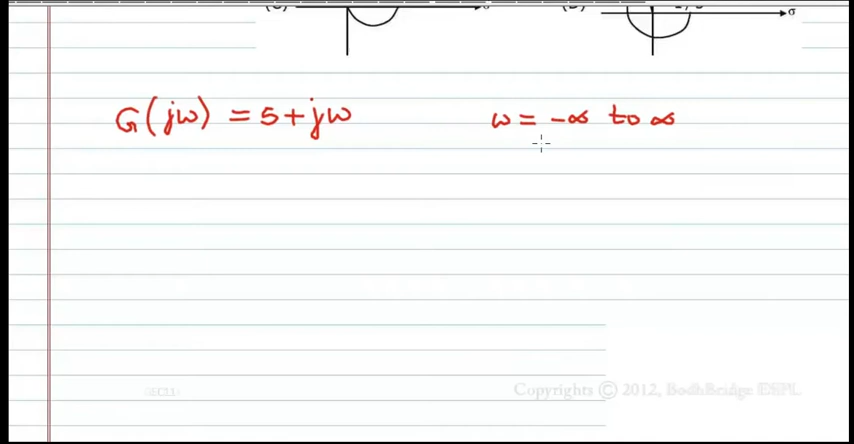 σ
G(jω) = 5 + jω ω = -∞ to ∞
Copyrights © 2012, BodhBridge ESPL.